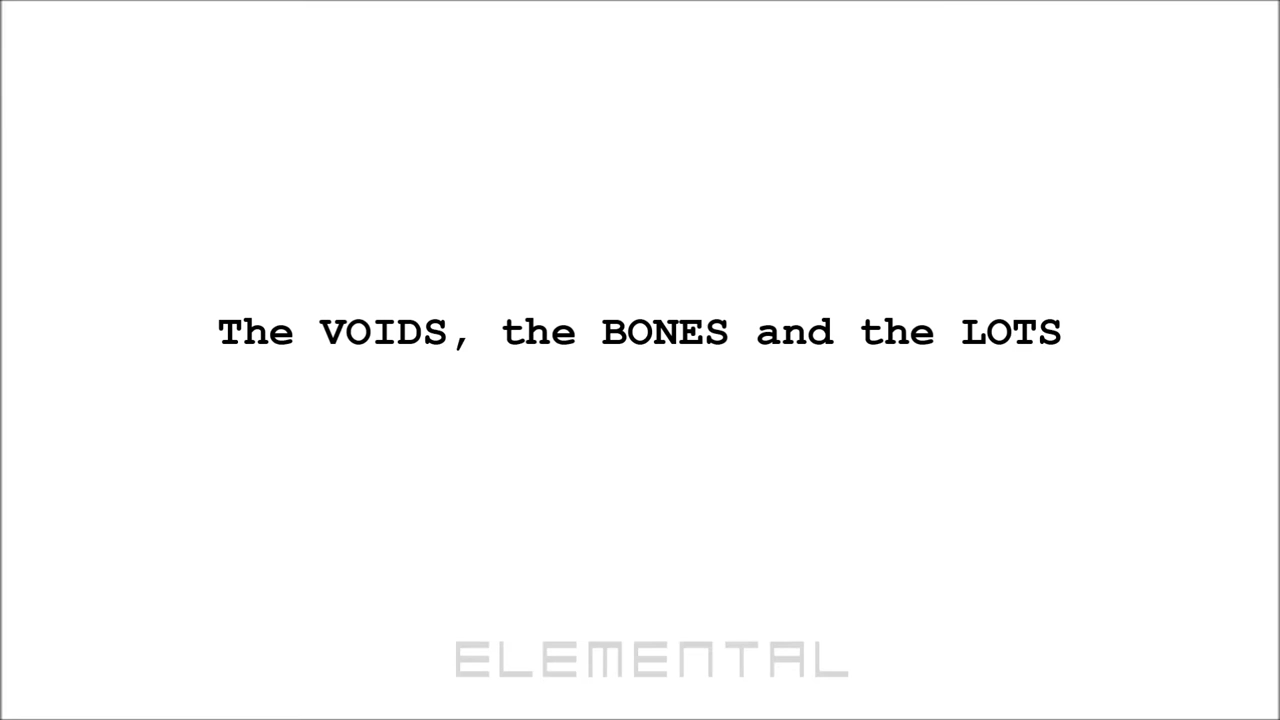 The VOIDS, the BONES and the LOTS
ELEMENTAL